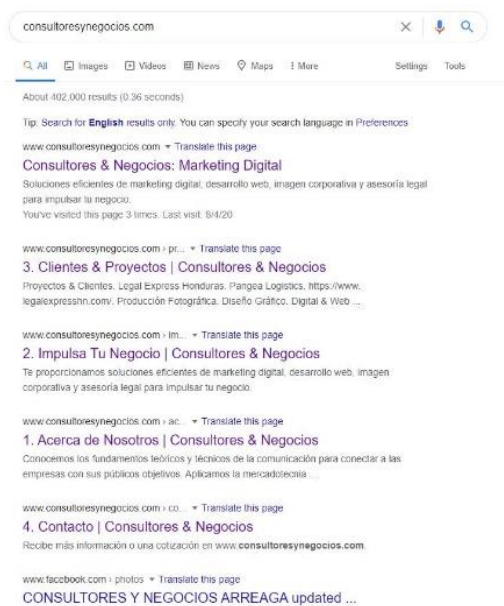 consultoresynegocios.com
All Images Videos News Maps More Settings Tools
About 402,000 results (0.36 seconds)
Tip: Search for English results only. You can specify your search language in Preferences
www.consultoresynegocios.com Translate this page
Consultores & Negocios: Marketing Digital
Soluciones eficientes de marketing digital, desarrollo web, imagen corporativa y asesoría legal
para impulsar tu negocio.
You've visited this page 3 times. Last visit: 8/4/20
www.consultoresynegocios.com › pr... Translate this page
3. Clientes & Proyectos | Consultores & Negocios
Proyectos & Clientes. Legal Express Honduras. Pangea Logistics. https://www.
legalexpresshn.com/. Producción Fotográfica. Diseño Gráfico. Digital & Web ...
www.consultoresynegocios.com › im... Translate this page
2. Impulsa Tu Negocio | Consultores & Negocios
Te proporcionamos soluciones eficientes de marketing digital, desarrollo web, imagen
corporativa y asesoría legal para impulsar tu negocio.
www.consultoresynegocios.com › ac... Translate this page
1. Acerca de Nosotros | Consultores & Negocios
Conocemos los fundamentos teóricos y técnicos de la comunicación para conectar a las
empresas con sus públicos objetivos. Aplicamos la mercadotecnia ...
www.consultoresynegocios.com › co... Translate this page
4. Contacto | Consultores & Negocios
Recibe más información o una cotización en www.consultoresynegocios.com.
www.facebook.com › photos Translate this page
CONSULTORES Y NEGOCIOS ARREAGA updated ...